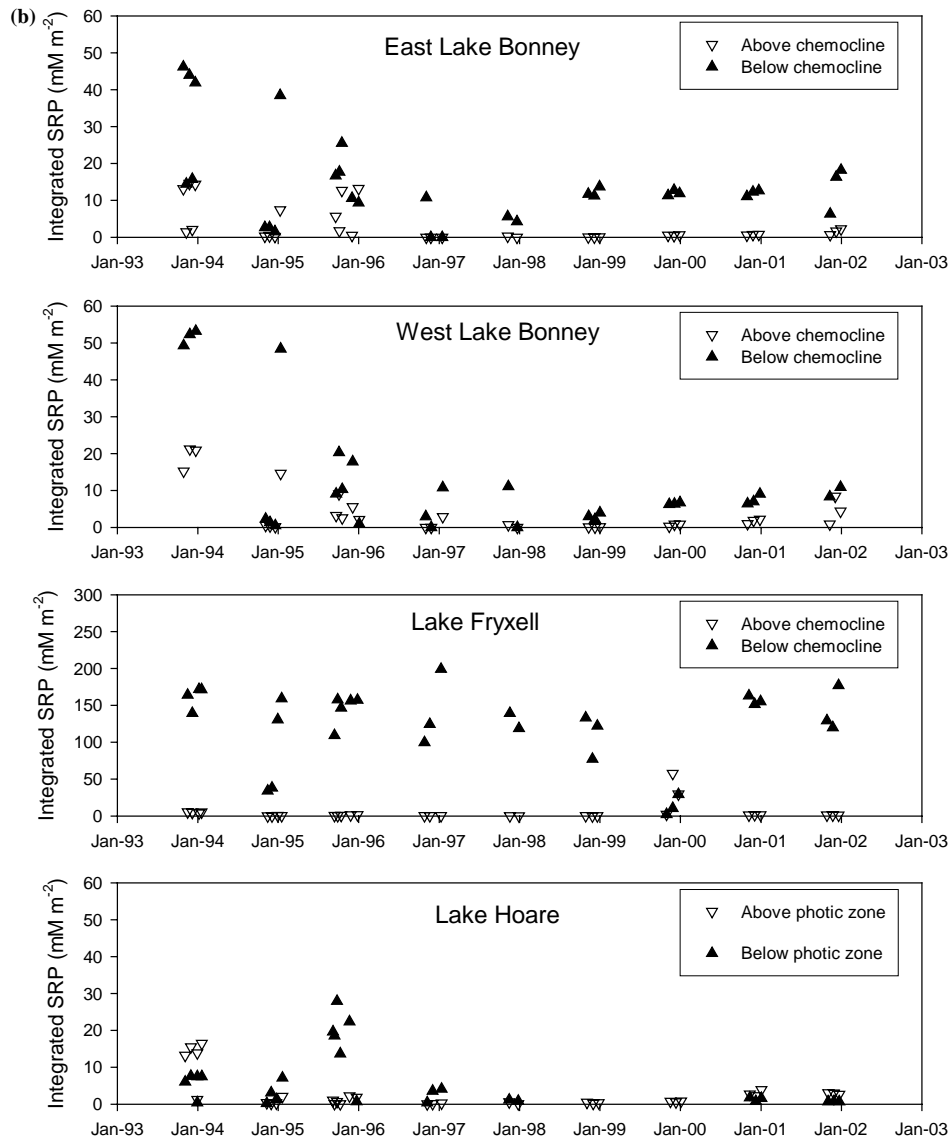 (b)
East Lake Bonney
Above chemocline
Below chemocline
Integrated SRP (mM m-2)
60
50
40
30
20
10
0
Jan-93 Jan-94 Jan-95 Jan-96 Jan-97 Jan-98 Jan-99 Jan-00 Jan-01 Jan-02 Jan-03
West Lake Bonney
Above chemocline
Below chemocline
Integrated SRP (mM m-2)
60
50
40
30
20
10
0
Jan-93 Jan-94 Jan-95 Jan-96 Jan-97 Jan-98 Jan-99 Jan-00 Jan-01 Jan-02 Jan-03
Lake Fryxell
Above chemocline
Below chemocline
Integrated SRP (mM m-2)
300
250
200
150
100
50
0
Jan-93 Jan-94 Jan-95 Jan-96 Jan-97 Jan-98 Jan-99 Jan-00 Jan-01 Jan-02 Jan-03
Lake Hoare
Above photic zone
Below photic zone
Integrated SRP (mM m-2)
60
50
40
30
20
10
0
Jan-93 Jan-94 Jan-95 Jan-96 Jan-97 Jan-98 Jan-99 Jan-00 Jan-01 Jan-02 Jan-03